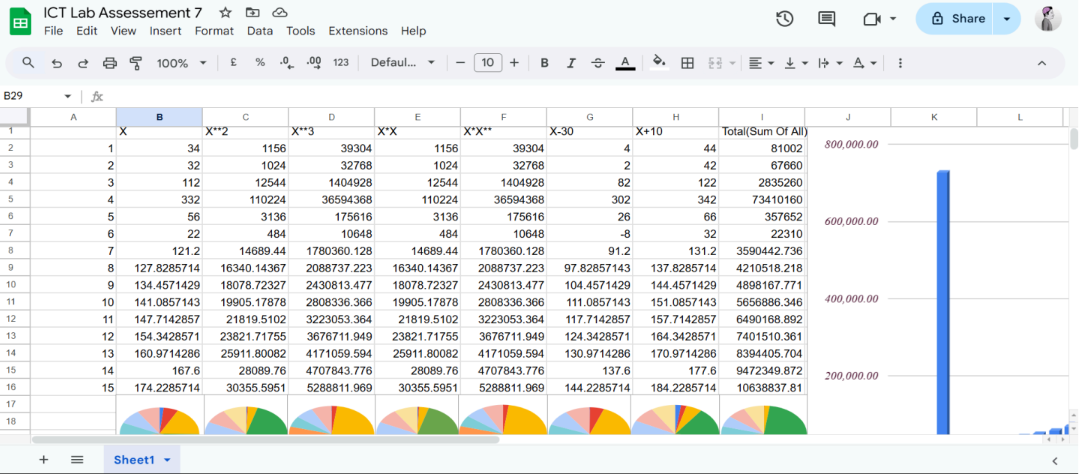 ICT Lab Assessement 7
File Edit View Insert Format Data Tools Extensions Help
Share
100% £ % .0 .00 123 Defaul... 10 B I A A
B29 fx
A B C D E F G H I J K L
1 X X**2 X**3 X*X X*X** X-30 X+10 Total(Sum Of All)
2 1 34 1156 39304 1156 39304 4 44 81002
3 2 32 1024 32768 1024 32768 2 42 67660
4 3 112 12544 1404928 12544 1404928 82 122 2835260
5 4 332 110224 36594368 110224 36594368 302 342 73410160
6 5 56 3136 175616 3136 175616 26 66 357652
7 6 22 484 10648 484 10648 -8 32 22310
8 7 121.2 14689.44 1780360.128 14689.44 1780360.128 91.2 131.2 3590442.736
9 8 127.8285714 16340.14367 2088737.223 16340.14367 2088737.223 97.82857143 137.8285714 4210518.218
10 9 134.4571429 18078.72327 2430813.477 18078.72327 2430813.477 104.4571429 144.4571429 4898167.771
11 10 141.0857143 19905.17878 2808336.366 19905.17878 2808336.366 111.0857143 151.0857143 5656886.346
12 11 147.7142857 21819.5102 3223053.364 21819.5102 3223053.364 117.7142857 157.7142857 6490168.892
13 12 154.3428571 23821.71755 3676711.949 23821.71755 3676711.949 124.3428571 164.3428571 7401510.361
14 13 160.9714286 25911.80082 4171059.594 25911.80082 4171059.594 130.9714286 170.9714286 8394405.704
15 14 167.6 28089.76 4707843.776 28089.76 4707843.776 137.6 177.6 9472349.872
16 15 174.2285714 30355.5951 5288811.969 30355.5951 5288811.969 144.2285714 184.2285714 10638837.81
17
18
800,000.00
600,000.00
400,000.00
200,000.00
Sheet1